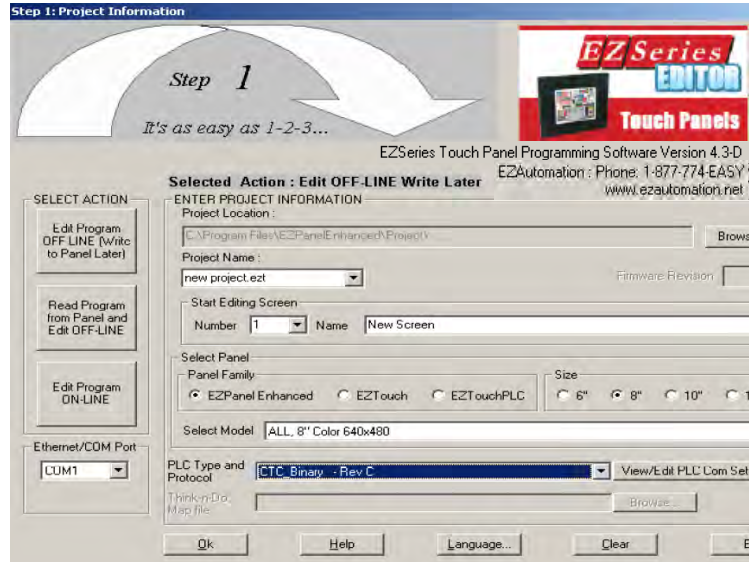 Step 1: Project Information
Step 1
It's as easy as 1-2-3...
EZSeries
EDITOR
Touch Panels
EZSeries Touch Panel Programming Software Version 4.3-D
EZAutomation : Phone: 1-877-774-EASY
www.ezautomation.net
Selected Action : Edit OFF-LINE Write Later
SELECT ACTION
Edit Program
OFF LINE (Write
to Panel Later)
Read Program
from Panel and
Edit OFF-LINE
Edit Program
ON-LINE
Ethernet/COM Port
COM1
ENTER PROJECT INFORMATION
Project Location :
C:\Program Files\EZPanelEnhanced\Project\
Brows
Project Name :
new project.ezt
Firmware Revision
Start Editing Screen
Number 1 Name New Screen
Select Panel
Panel Family
EZPanel Enhanced EZTouch EZTouchPLC
Size
6" 8" 10" 1
Select Model ALL, 8" Color 640x480
PLC Type and
Protocol
CTC_Binary - Rev C
View/Edit PLC Com Set
Think-n-Do
Map file
Browse...
Ok Help Language... Clear E